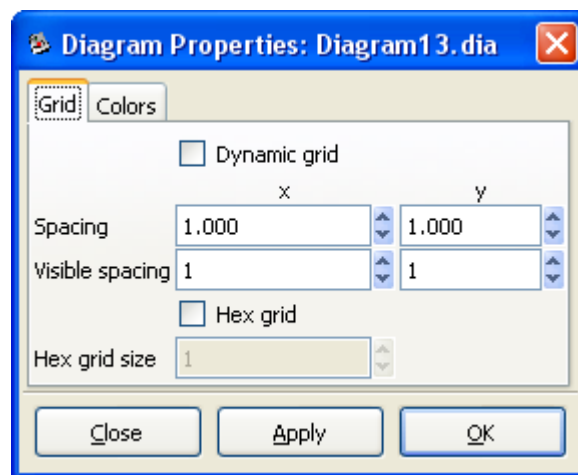 Diagram Properties: Diagram13.dia
Grid Colors
Dynamic grid
x y
Spacing 1.000 1.000
Visible spacing 1 1
Hex grid
Hex grid size 1
Close Apply OK